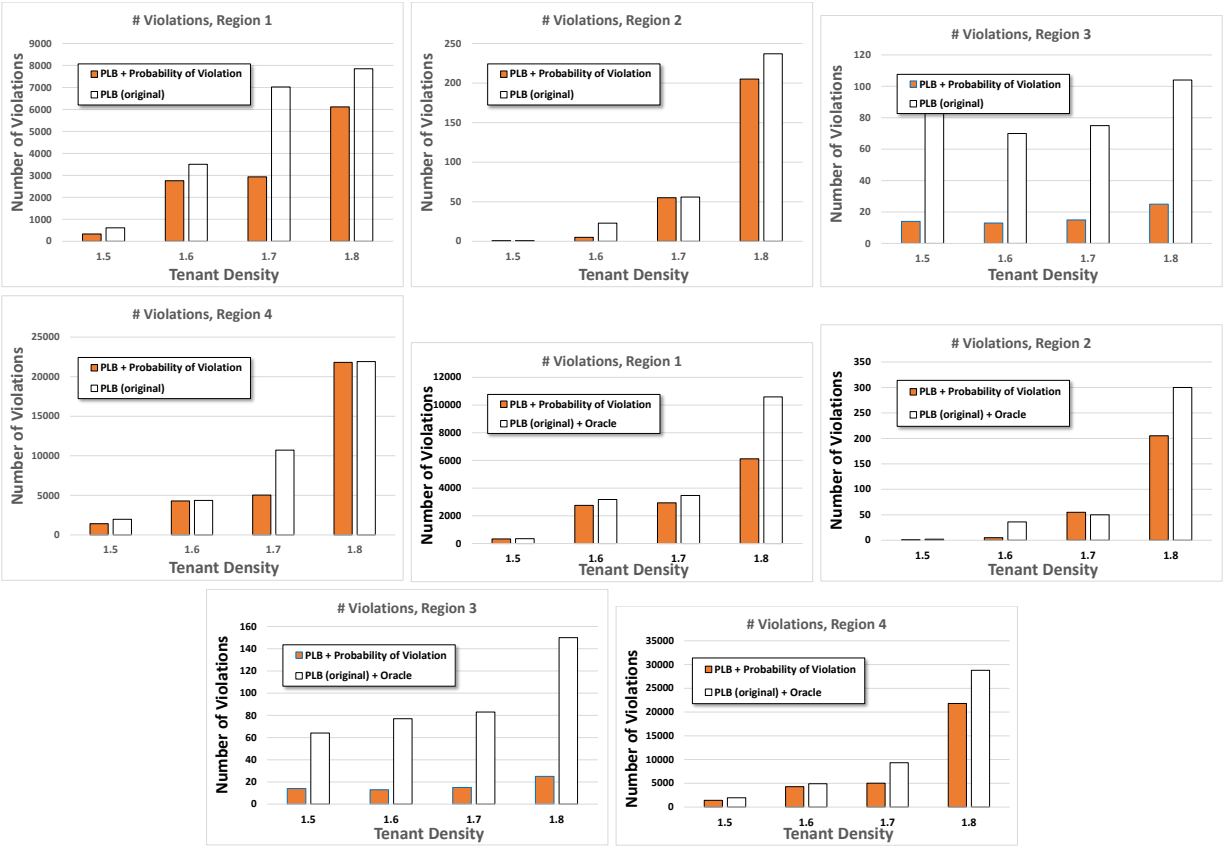 # Violations, Region 1
Number of Violations
9000
8000
7000
6000
5000
4000
3000
2000
1000
0
PLB + Probability of Violation
PLB (original)
1.5 1.6 1.7 1.8
Tenant Density
# Violations, Region 2
Number of Violations
250
200
150
100
50
0
PLB + Probability of Violation
PLB (original)
1.5 1.6 1.7 1.8
Tenant Density
# Violations, Region 3
Number of Violations
120
100
80
60
40
20
0
PLB + Probability of Violation
PLB (original)
1.5 1.6 1.7 1.8
Tenant Density
# Violations, Region 4
Number of Violations
25000
20000
15000
10000
5000
0
PLB + Probability of Violation
PLB (original)
1.5 1.6 1.7 1.8
Tenant Density
# Violations, Region 1
Number of Violations
12000
10000
8000
6000
4000
2000
0
PLB + Probability of Violation
PLB (original) + Oracle
1.5 1.6 1.7 1.8
Tenant Density
# Violations, Region 2
Number of Violations
350
300
250
200
150
100
50
0
PLB + Probability of Violation
PLB (original) + Oracle
1.5 1.6 1.7 1.8
Tenant Density
# Violations, Region 3
Number of Violations
160
140
120
100
80
60
40
20
0
PLB + Probability of Violation
PLB (original) + Oracle
1.5 1.6 1.7 1.8
Tenant Density
# Violations, Region 4
Number of Violations
35000
30000
25000
20000
15000
10000
5000
0
PLB + Probability of Violation
PLB (original) + Oracle
1.5 1.6 1.7 1.8
Tenant Density